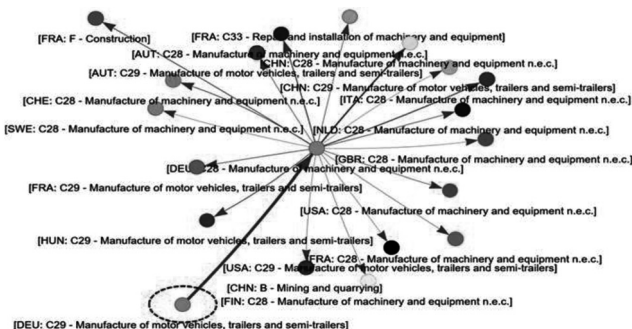 [FRA: F - Construction]
[FRA: C33 - Repair and installation of machinery and equipment]
[AUT: C28 - Manufacture of machinery and equipment n.e.c.]
[CHN: C28 - Manufacture of machinery and equipment n.e.c.]
[AUT: C29 - Manufacture of motor vehicles, trailers and semi-trailers]
[CHN: C29 - Manufacture of motor vehicles, trailers and semi-trailers]
[CHE: C28 - Manufacture of machinery and equipment n.e.c.]
[ITA: C28 - Manufacture of machinery and equipment n.e.c.]
[SWE: C28 - Manufacture of machinery and equipment n.e.c.]
[NLD: C28 - Manufacture of machinery and equipment n.e.c.]
[DEU: C28 - Manufacture of machinery and equipment n.e.c.]
[GBR: C28 - Manufacture of machinery and equipment n.e.c.]
[FRA: C29 - Manufacture of motor vehicles, trailers and semi-trailers]
[USA: C28 - Manufacture of machinery and equipment n.e.c.]
[HUN: C29 - Manufacture of motor vehicles, trailers and semi-trailers]
[FRA: C28 - Manufacture of machinery and equipment n.e.c.]
[USA: C29 - Manufacture of motor vehicles, trailers and semi-trailers]
[CHN: B - Mining and quarrying]
[FIN: C28 - Manufacture of machinery and equipment n.e.c.]
[DEU: C29 - Manufacture of motor vehicles, trailers and semi-trailers]